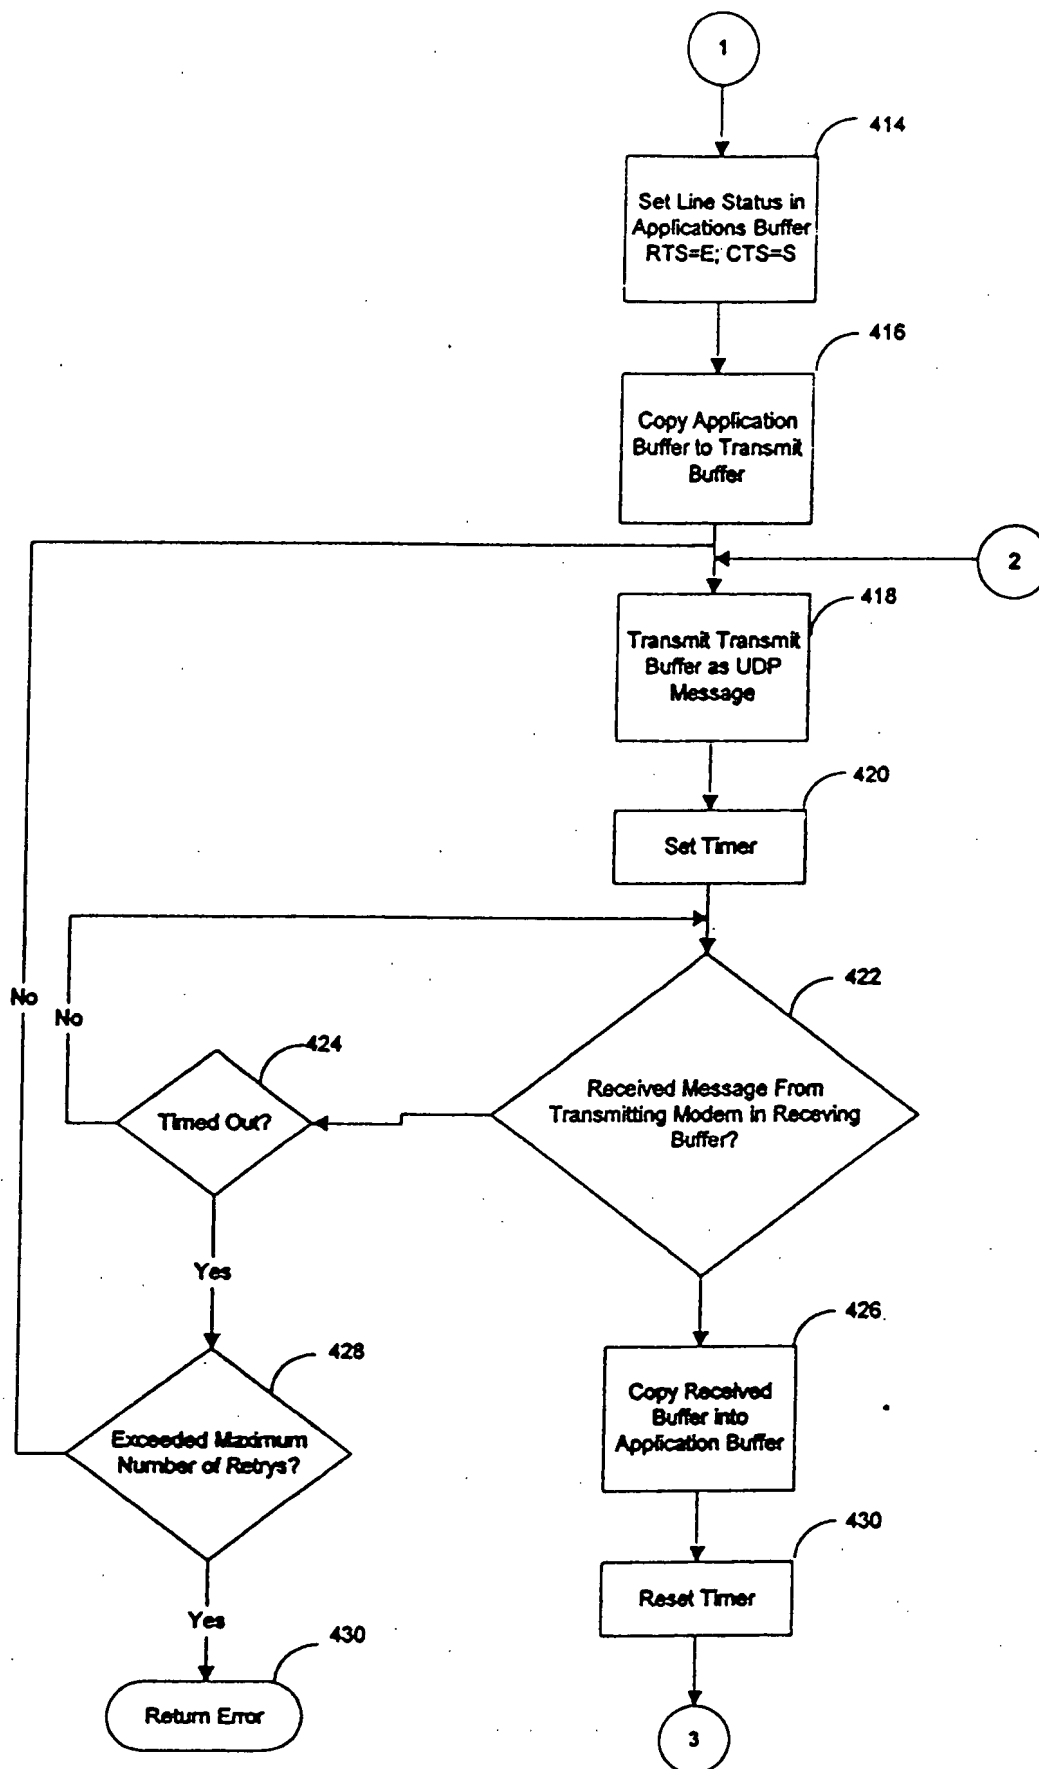 1
414
Set Line Status in
Applications Buffer
RTS=E; CTS=S
416
Copy Application
Buffer to Transmit
Buffer
2
418
Transmit Transmit
Buffer as UDP
Message
420
Set Timer
No
No
422
424
Received Message From
Transmitting Modem in Receving
Buffer?
Timed Out?
Yes
426
428
Copy Received
Buffer into
Application Buffer
Exceeded Maximum
Number of Retrys?
430
Reset Timer
Yes
430
Return Error
3